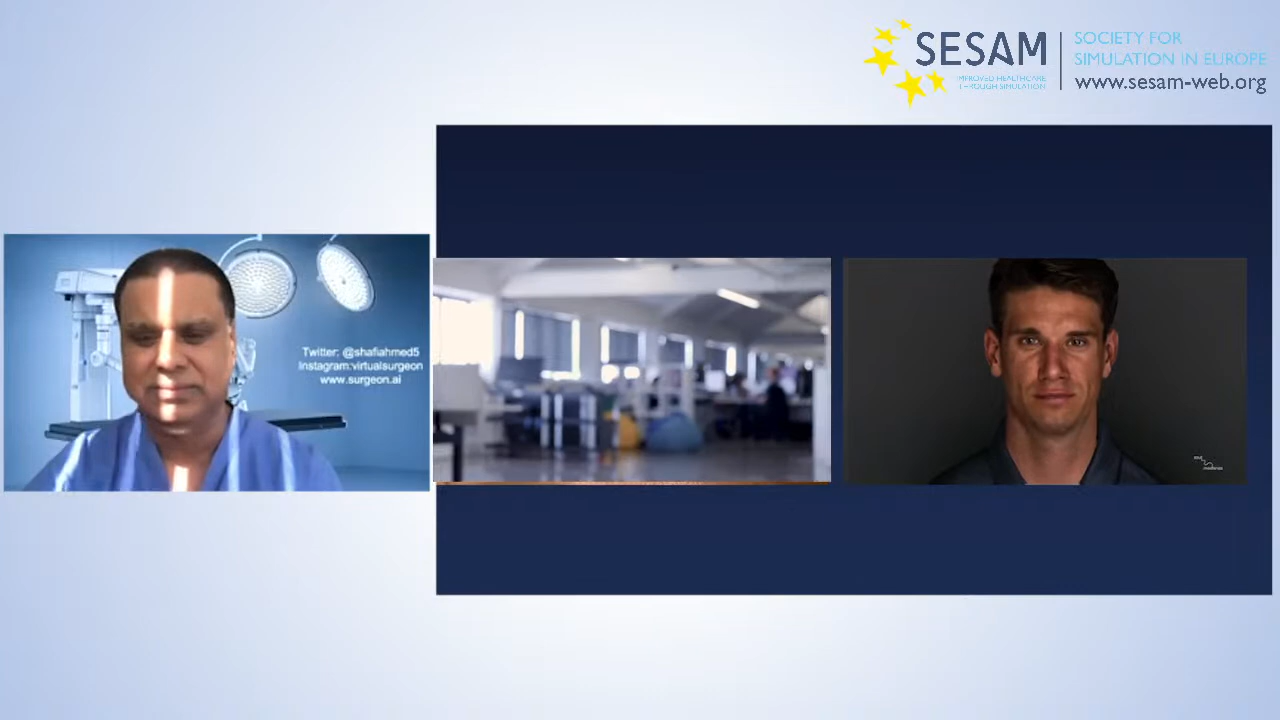 SESAM
IMPROVED HEALTHCARE
THROUGH SIMULATION
SOCIETY FOR
SIMULATION IN EUROPE
www.sesam-web.org
Twitter: @shafiahmed5
Instagram:virtualsurgeon
www.surgeon.ai